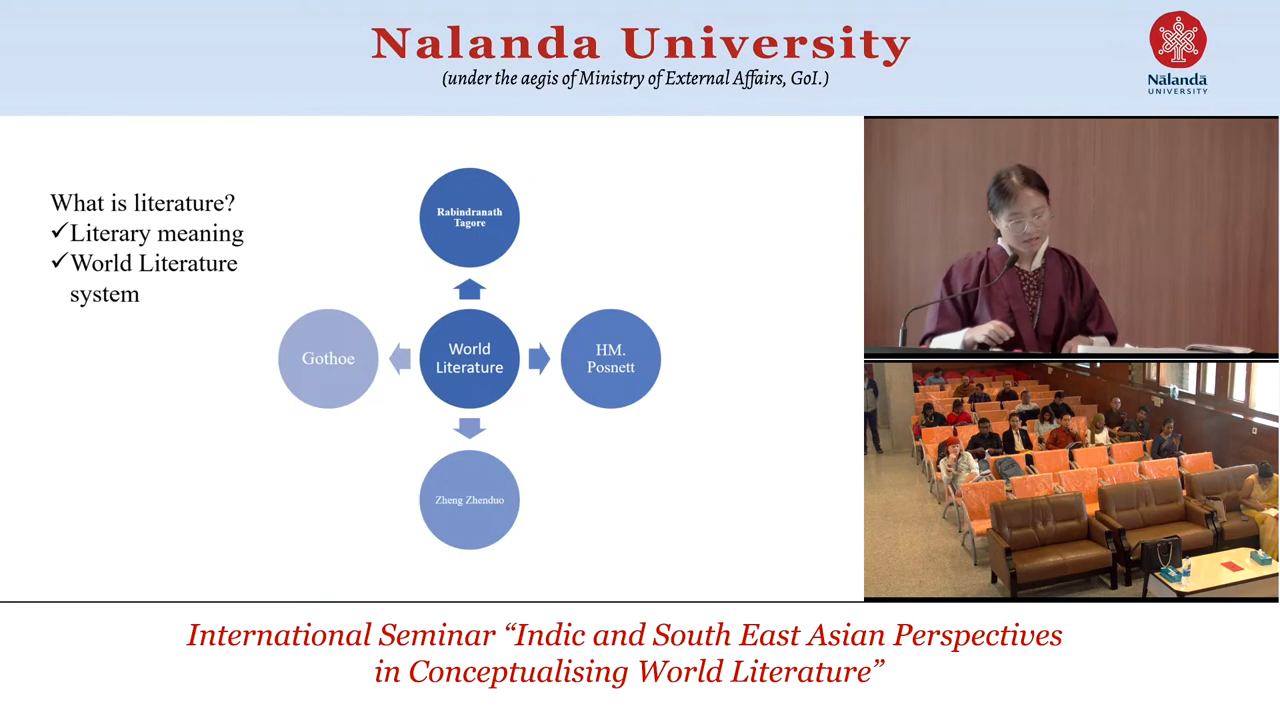 Nalanda University
(under the aegis of Ministry of External Affairs, GoI.)
Nālandā
UNIVERSITY
What is literature?
✓Literary meaning
✓World Literature
system
Rabindranath
Tagore
Gothoe
World
Literature
HM.
Posnett
Zheng Zhenduo
International Seminar “Indic and South East Asian Perspectives
in Conceptualising World Literature”